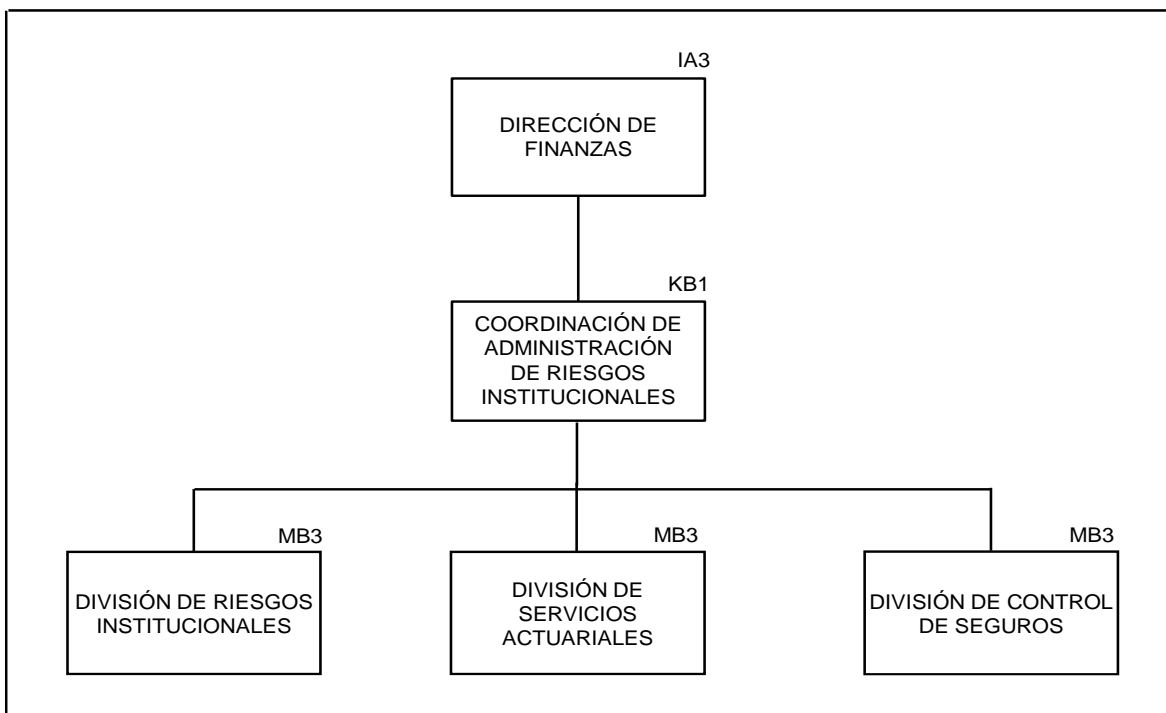 IA3
DIRECCIÓN DE
FINANZAS
KB1
COORDINACIÓN DE
ADMINISTRACIÓN
DE RIESGOS
INSTITUCIONALES
MB3
DIVISIÓN DE RIESGOS
INSTITUCIONALES
MB3
DIVISIÓN DE
SERVICIOS
ACTUARIALES
MB3
DIVISIÓN DE CONTROL
DE SEGUROS